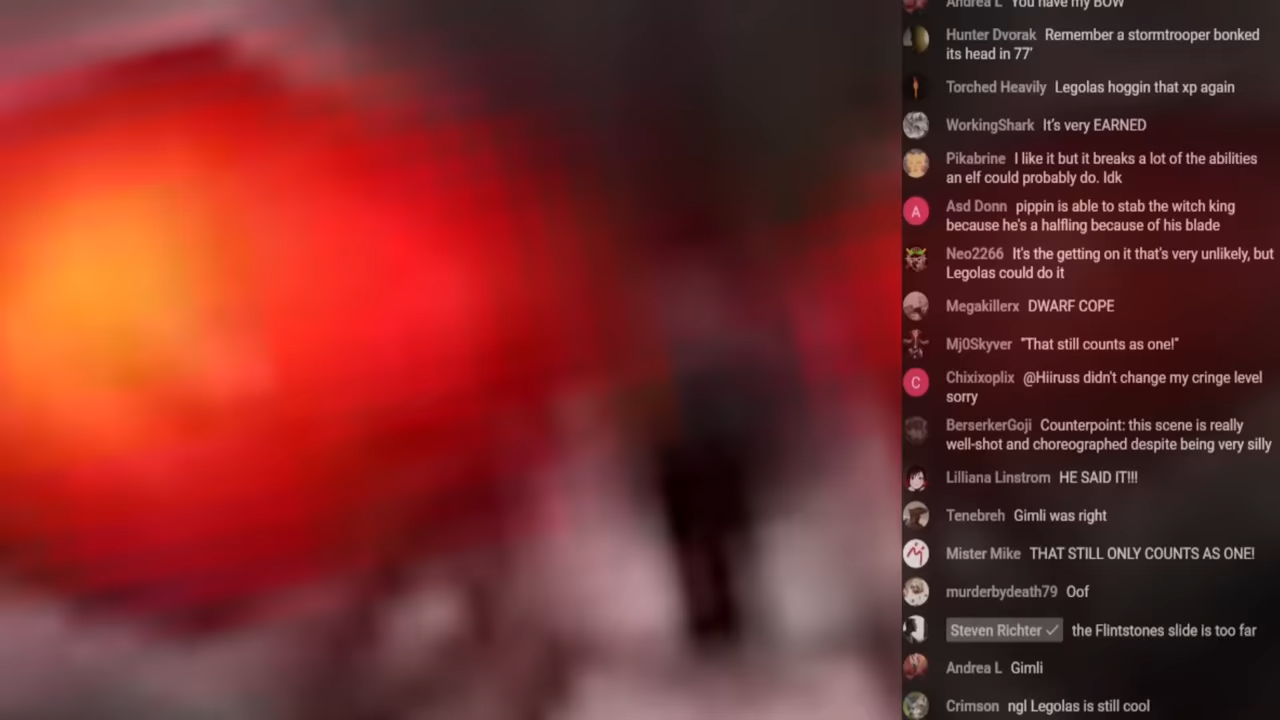 Andrea L You have my BOW
Hunter Dvorak Remember a stormtrooper bonked
its head in 77'
Torched Heavily Legolas hoggin that xp again
WorkingShark It's very EARNED
Pikabrine I like it but it breaks a lot of the abilities
an elf could probably do. Idk
A Asd Donn pippin is able to stab the witch king
because he's a halfling because of his blade
Neo2266 It's the getting on it that's very unlikely, but
Legolas could do it
Megakillerx DWARF COPE
Mj0Skyver "That still counts as one!"
C Chixixoplix @Hiiruss didn't change my cringe level
sorry
BerserkerGoji Counterpoint: this scene is really
well-shot and choreographed despite being very silly
Lilliana Linstrom HE SAID IT!!!
Tenebreh Gimli was right
Mister Mike THAT STILL ONLY COUNTS AS ONE!
murderbydeath79 Oof
Steven Richter the Flintstones slide is too far
Andrea L Gimli
Crimson ngl Legolas is still cool